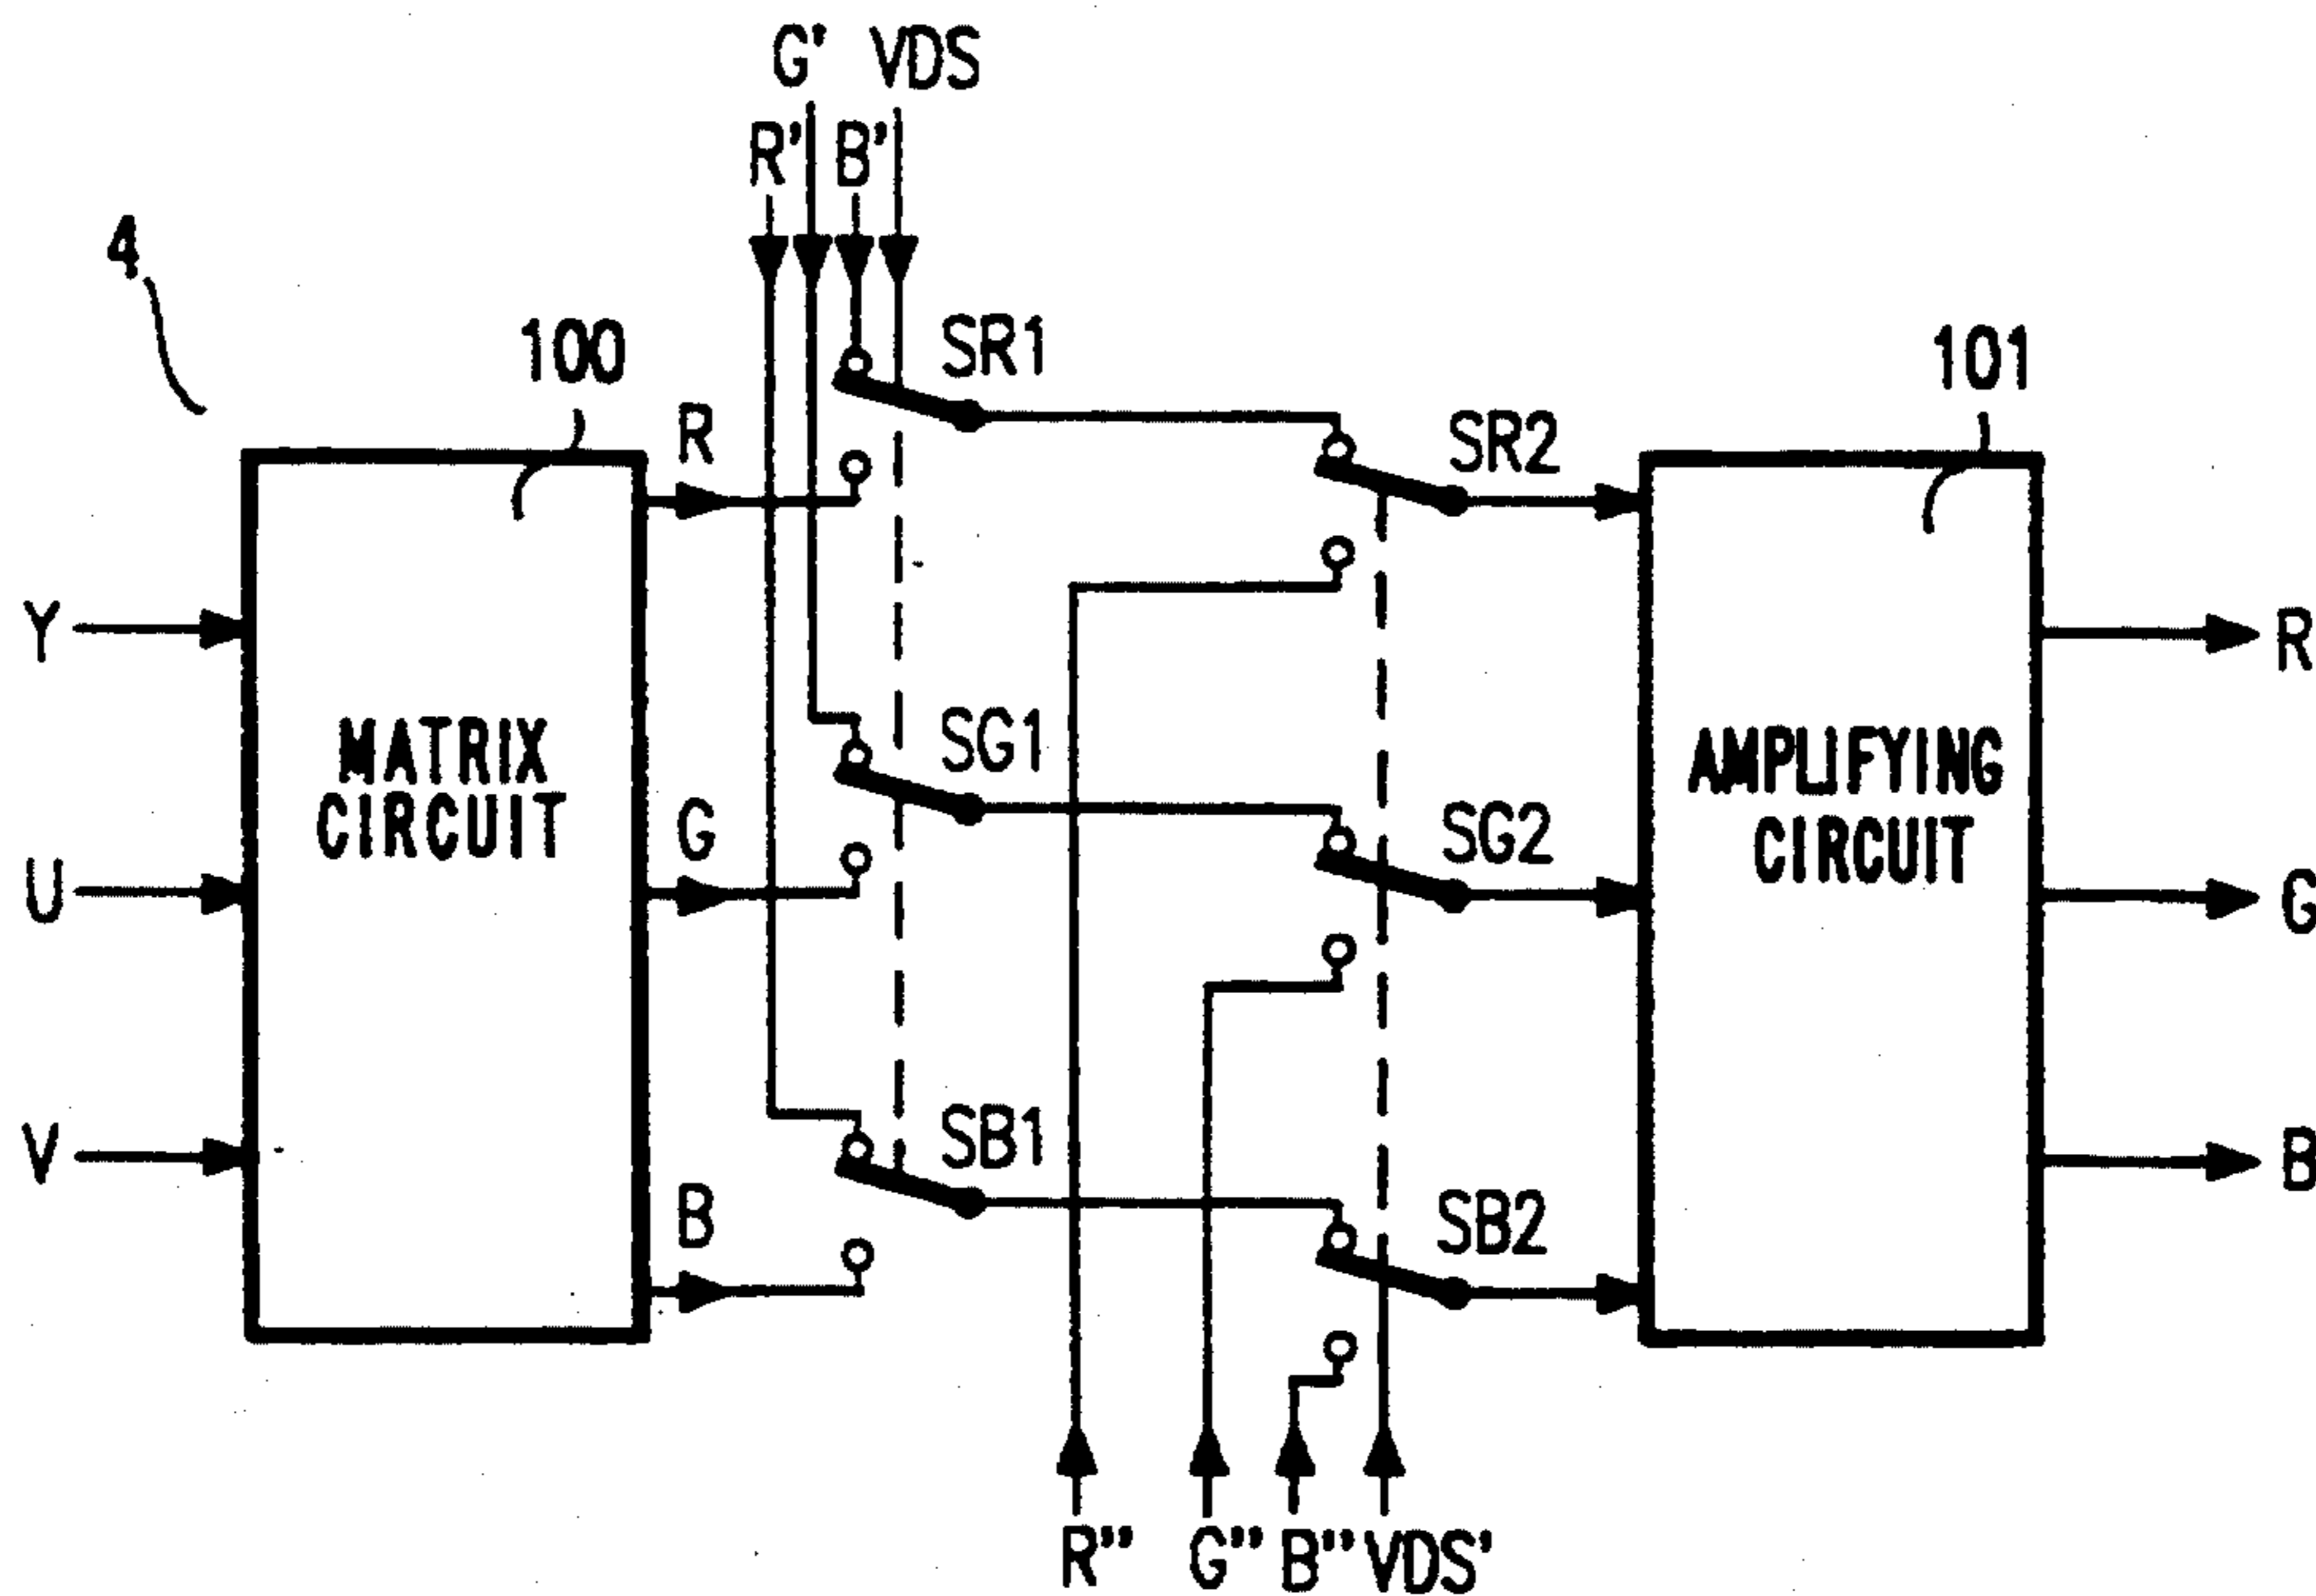 G' VDS
R' B'
4
100
SR1
101
R
SR2
Y
R
MATRIX
CIRCUIT
SG1
AMPLIFYING
CIRCUIT
G
SG2
U
G
V
SB1
B
B
SB2
R" G" B" VDS'